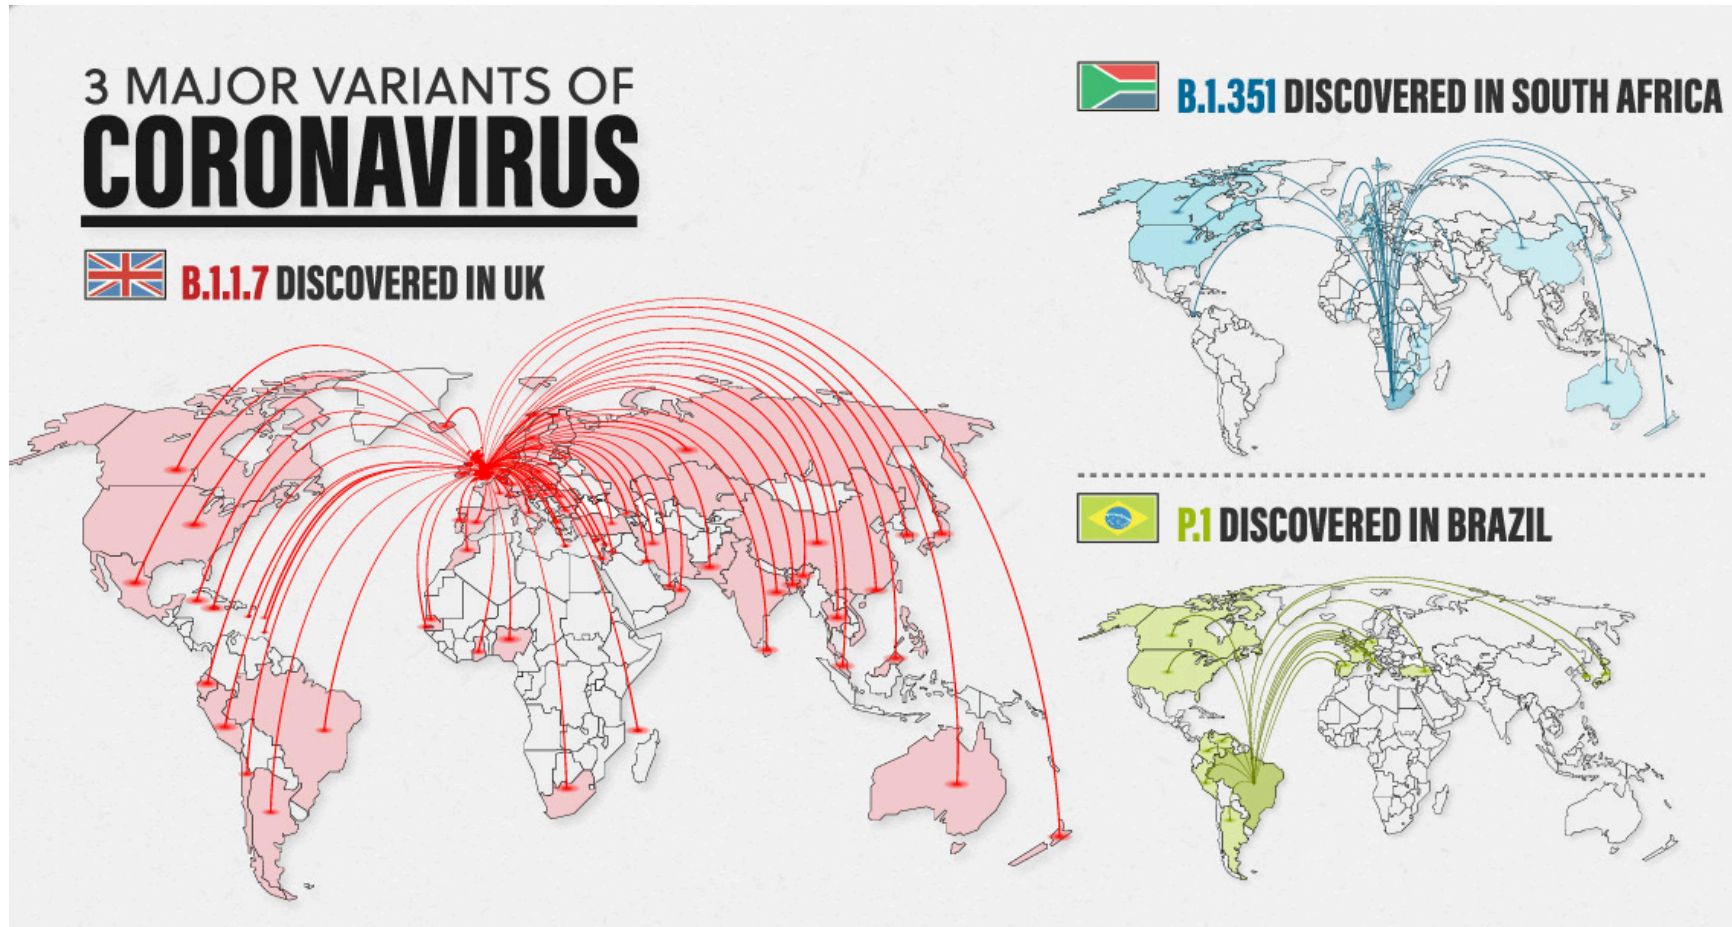 3 MAJOR VARIANTS OF
CORONAVIRUS
B.1.1.7 DISCOVERED IN UK
B.1.351 DISCOVERED IN SOUTH AFRICA
P.1 DISCOVERED IN BRAZIL